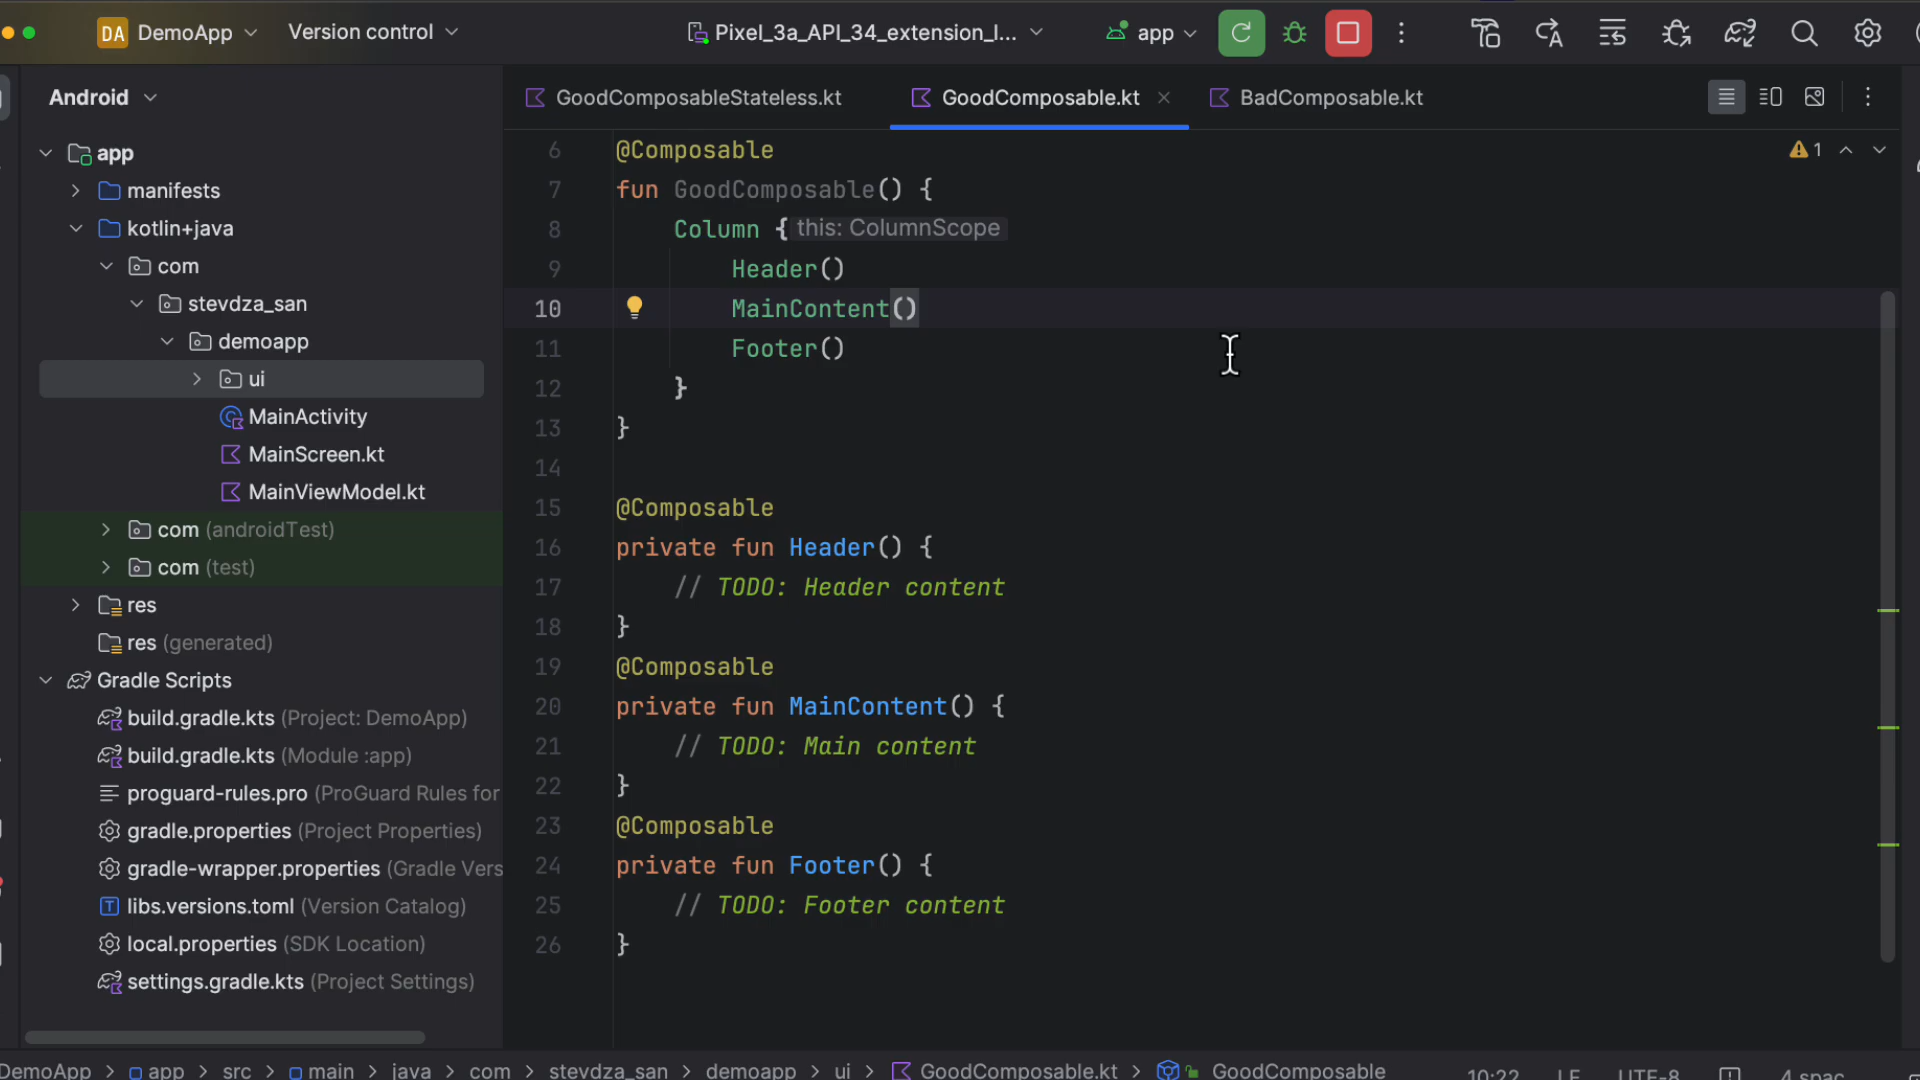 DA DemoApp Version control Pixel_3a_API_34_extension_l... app
Android
app
manifests
kotlin+java
com
stevdza_san
demoapp
ui
MainActivity
MainScreen.kt
MainViewModel.kt
com (androidTest)
com (test)
res
res (generated)
Gradle Scripts
build.gradle.kts (Project: DemoApp)
build.gradle.kts (Module :app)
proguard-rules.pro (ProGuard Rules for
gradle.properties (Project Properties)
gradle-wrapper.properties (Gradle Vers
libs.versions.toml (Version Catalog)
local.properties (SDK Location)
settings.gradle.kts (Project Settings)
GoodComposableStateless.kt GoodComposable.kt BadComposable.kt
1
6 @Composable
7 fun GoodComposable() {
8 Column { this: ColumnScope
9 Header()
10 MainContent()
11 Footer()
12 }
13 }
14
15 @Composable
16 private fun Header() {
17 // TODO: Header content
18 }
19 @Composable
20 private fun MainContent() {
21 // TODO: Main content
22 }
23 @Composable
24 private fun Footer() {
25 // TODO: Footer content
26 }
DemoApp > app > src > main > java > com > stevdza_san > demoapp > ui > GoodComposable.kt > GoodComposable 10:22 LF UTF-8 4 spac